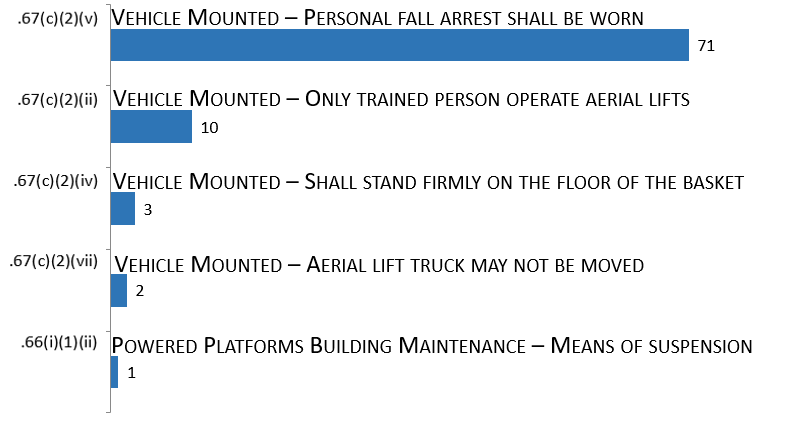 .67(c)(2)(v) Vehicle Mounted – Personal fall arrest shall be worn
71
.67(c)(2)(ii) Vehicle Mounted – Only trained person operate aerial lifts
10
.67(c)(2)(iv) Vehicle Mounted – Shall stand firmly on the floor of the basket
3
.67(c)(2)(vii) Vehicle Mounted – Aerial lift truck may not be moved
2
.66(i)(1)(ii) Powered Platforms Building Maintenance – Means of suspension
1